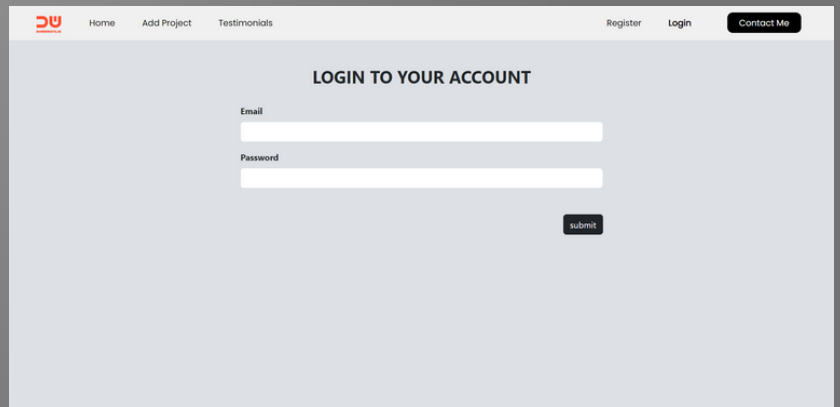 Home Add Project Testimonials Register Login Contact Me
LOGIN TO YOUR ACCOUNT
Email
Password
submit